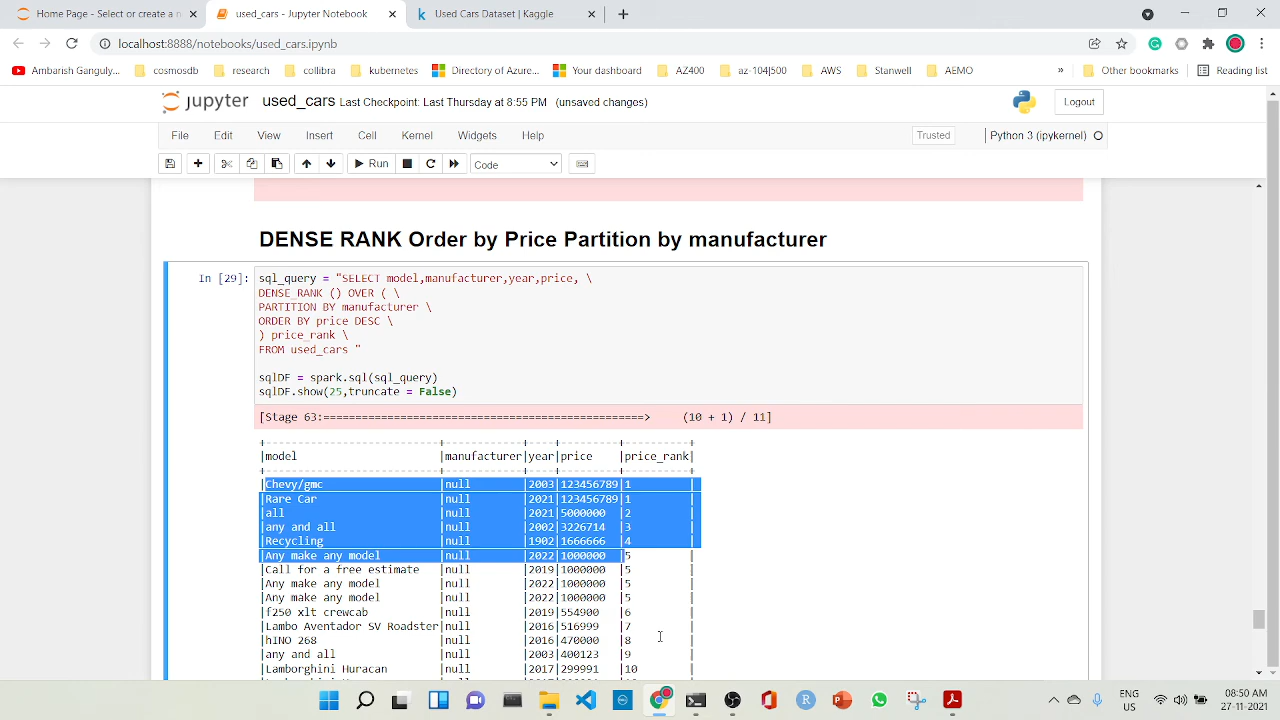 Home Page - Select or create a n
used_cars - Jupyter Notebook
Used Cars Dataset | Kaggle
localhost:8888/notebooks/used_cars.ipynb
Ambarish Ganguly... cosmosdb research collibra kubernetes Directory of Azure... Your dashboard AZ400 az-104|500 AWS Stanwell AEMO » Other bookmarks Reading list
jupyter used_cars Last Checkpoint: Last Thursday at 8:55 PM (unsaved changes) Logout
File Edit View Insert Cell Kernel Widgets Help Trusted Python 3 (ipykernel)
Run Code
DENSE RANK Order by Price Partition by manufacturer
In [29]: sql_query = "SELECT model,manufacturer,year,price, \
DENSE_RANK () OVER ( \
PARTITION BY manufacturer \
ORDER BY price DESC \
) price_rank \
FROM used_cars "
sqlDF = spark.sql(sql_query)
sqlDF.show(25,truncate = False)
[Stage 63:==================================================> (10 + 1) / 11]
|model |manufacturer|year|price |price_rank|
|Chevy/gmc |null |2003|123456789|1 |
|Rare Car |null |2021|123456789|1 |
|all |null |2021|5000000 |2 |
|any and all |null |2002|3226714 |3 |
|Recycling |null |1902|1666666 |4 |
|Any make any model |null |2022|1000000 |5 |
|Call for a free estimate |null |2019|1000000 |5 |
|Any make any model |null |2022|1000000 |5 |
|Any make any model |null |2022|1000000 |5 |
|f250 xlt crewcab |null |2019|554900 |6 |
|Lambo Aventador SV Roadster|null |2016|516999 |7 |
|hINO 268 |null |2016|470000 |8 |
|any and all |null |2003|400123 |9 |
|Lamborghini Huracan |null |2017|299991 |10 |
ENG
US
08:50 AM
27-11-2021